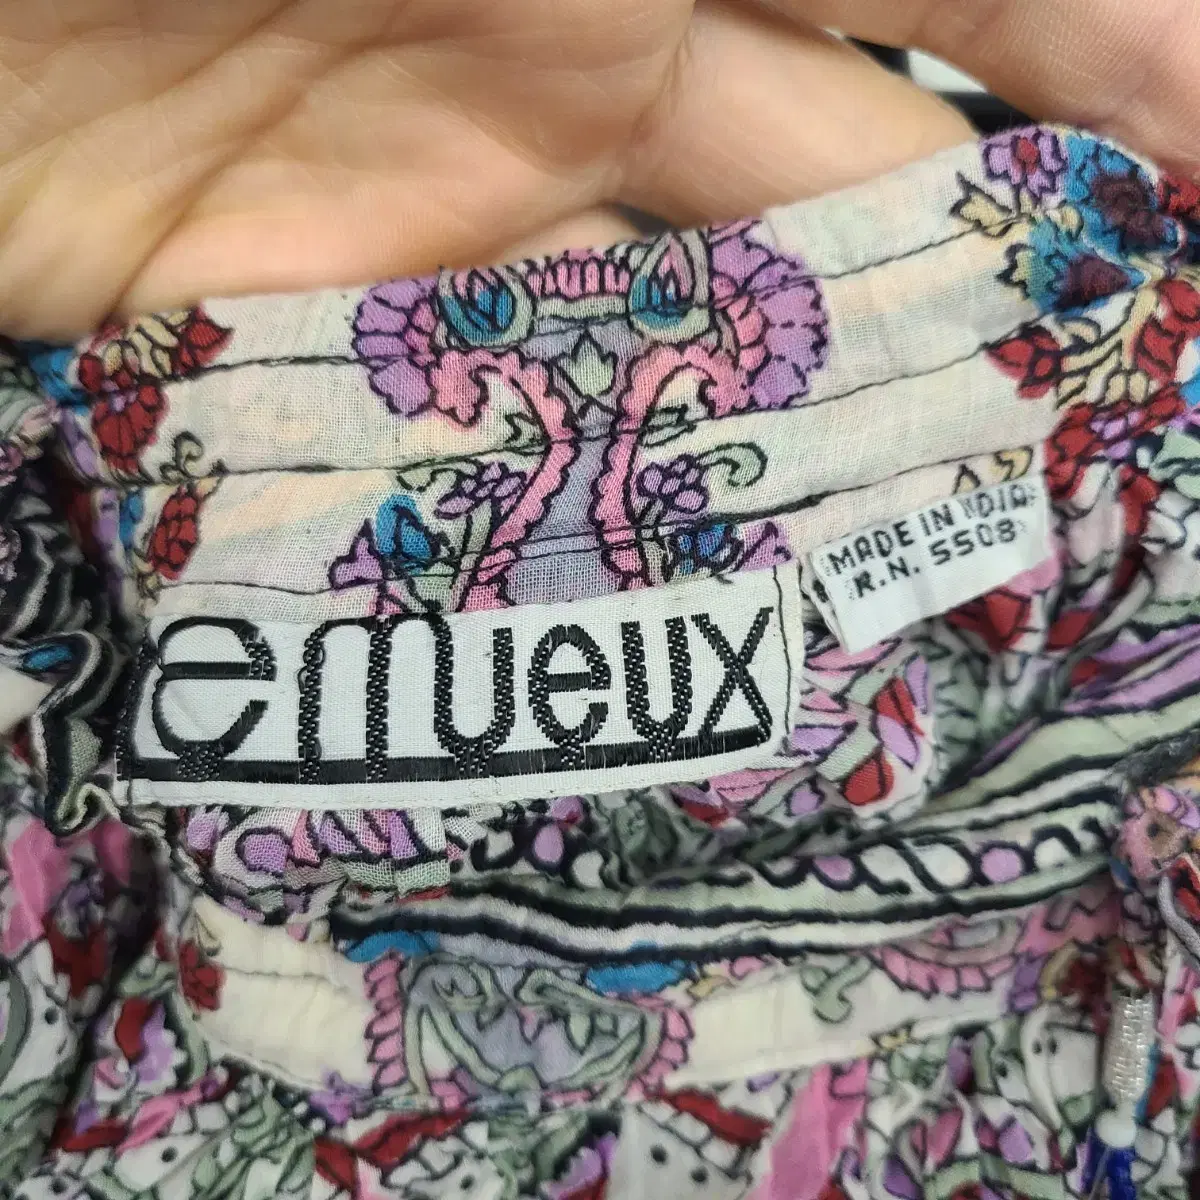 emueux
MADE IN INDIA
R.N. 5508